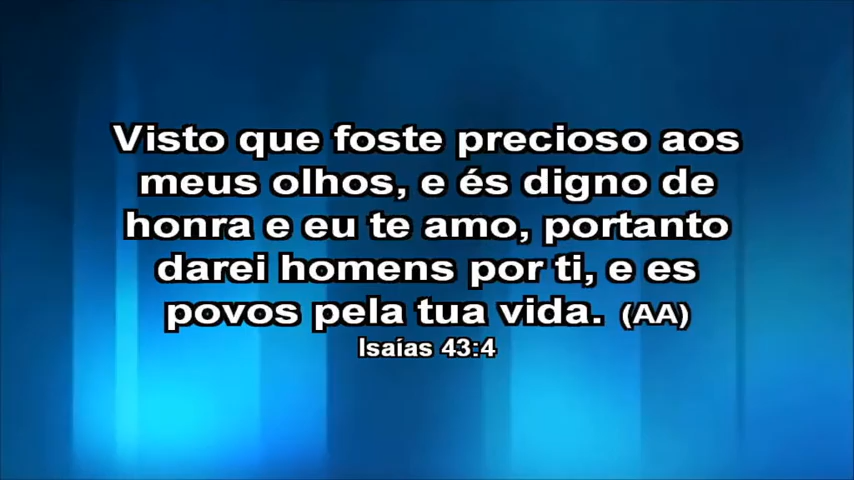 Visto que foste precioso aos
meus olhos, e és digno de
honra e eu te amo, portanto
darei homens por ti, e es
povos pela tua vida. (AA)
Isaías 43:4